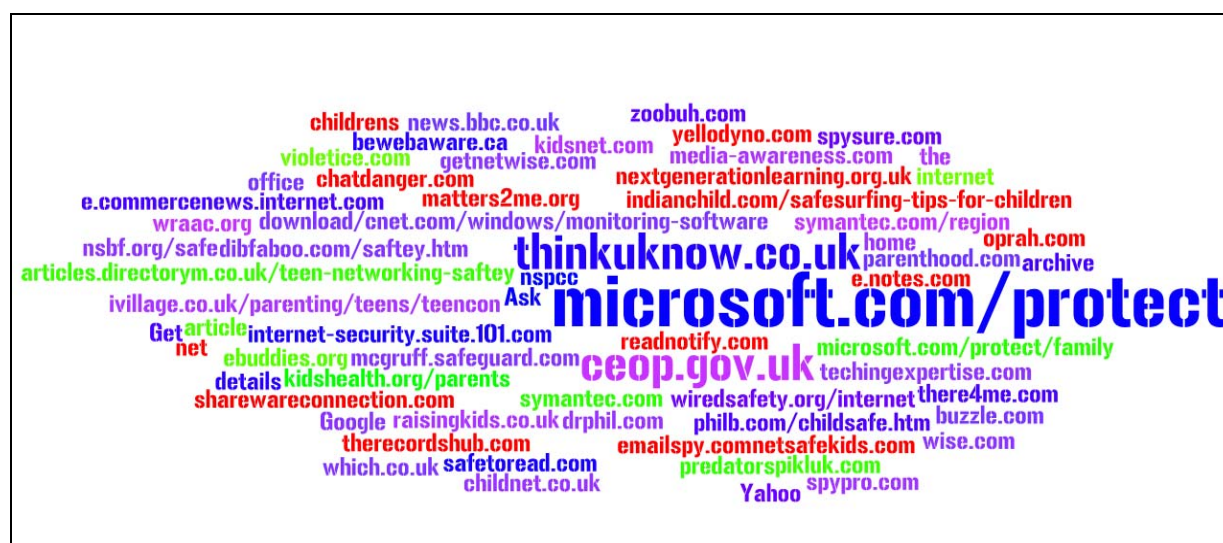 zoobuh.com
childrens news.bbc.co.uk
yellodyno.com spysure.com
bewebaware.ca kidsnet.com
violetice.com getnetwise.com media-awareness.com the
office chatdanger.com nextgenerationlearning.org.uk internet
e.commercenews.internet.com matters2me.org indianchild.com/safesurfing-tips-for-children
wraac.org download/cnet.com/windows/monitoring-software symantec.com/region
nsbf.org/safe dibfaboo.com/saftey.htm thinkuknow.co.uk home oprah.com
parenthood.com archive
articles.directorym.co.uk/teen-networking-saftey nspcc e.notes.com
ivillage.co.uk/parenting/teens/teencon Ask microsoft.com/protect
Get article internet-security.suite.101.com readnotify.com
net ebuddies.org mcgruff.safeguard.com ceop.gov.uk microsoft.com/protect/family
details kidshealth.org/parents techingexpertise.com
sharewareconnection.com symantec.com wiredsafety.org/internet there4me.com
Google raisingkids.co.uk drphil.com philb.com/childsafe.htm buzzle.com
therecordshub.com emailspy.com netsafekids.com wise.com
which.co.uk safetoread.com predatorspikluk.com
childnet.co.uk Yahoo spypro.com